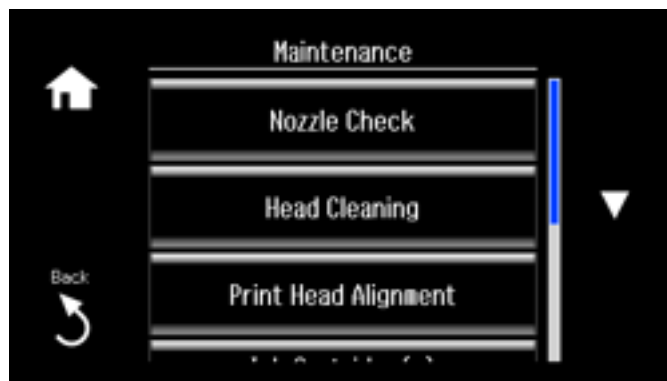 Maintenance
Nozzle Check
Head Cleaning
Print Head Alignment
Back